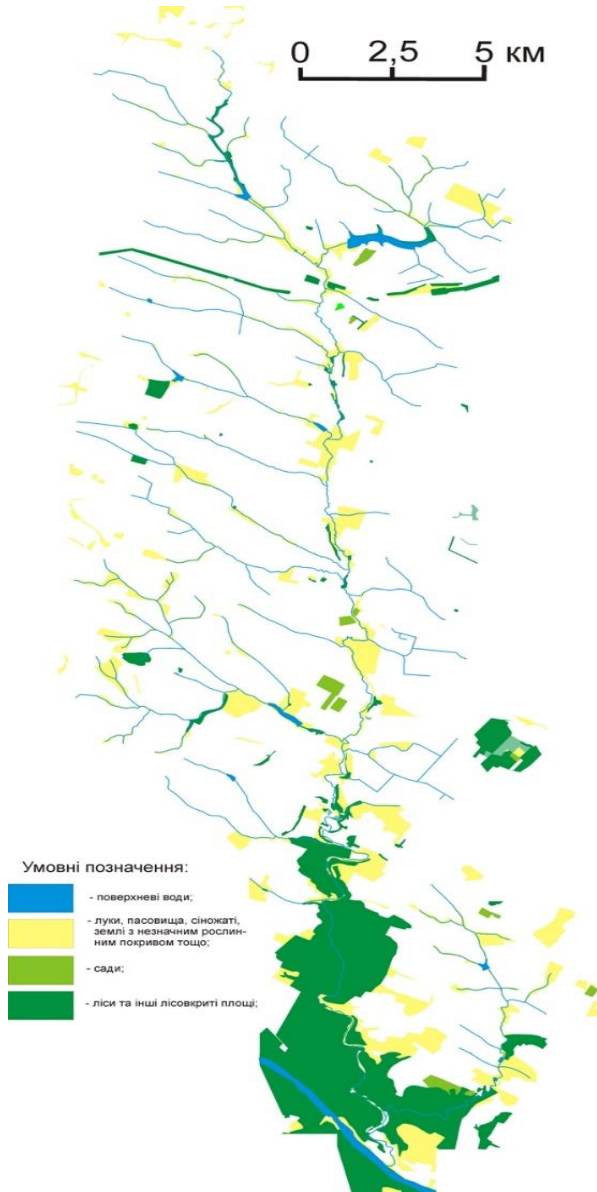 0 2,5 5 км
Умовні позначення:
- поверхневі води;
- луки, пасовища, сіножаті,
землі з незначним рослин-
ним покривом тощо;
- сади;
- ліси та інші лісовкриті площі;